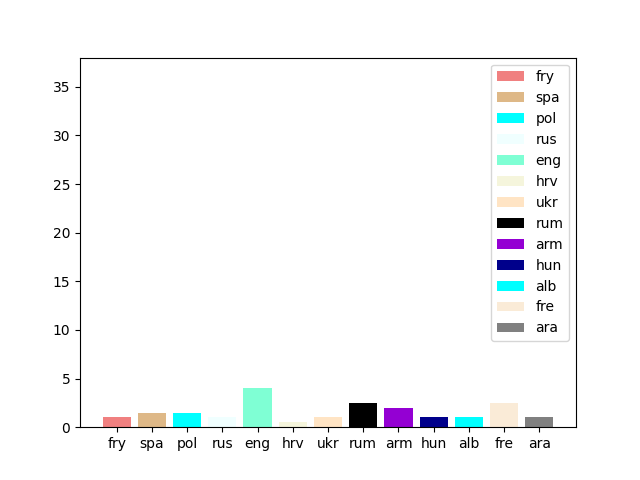 35
30
25
20
15
10
5
0
fry spa pol rus eng hrv ukr rum arm hun alb fre ara
fry
spa
pol
rus
eng
hrv
ukr
rum
arm
hun
alb
fre
ara